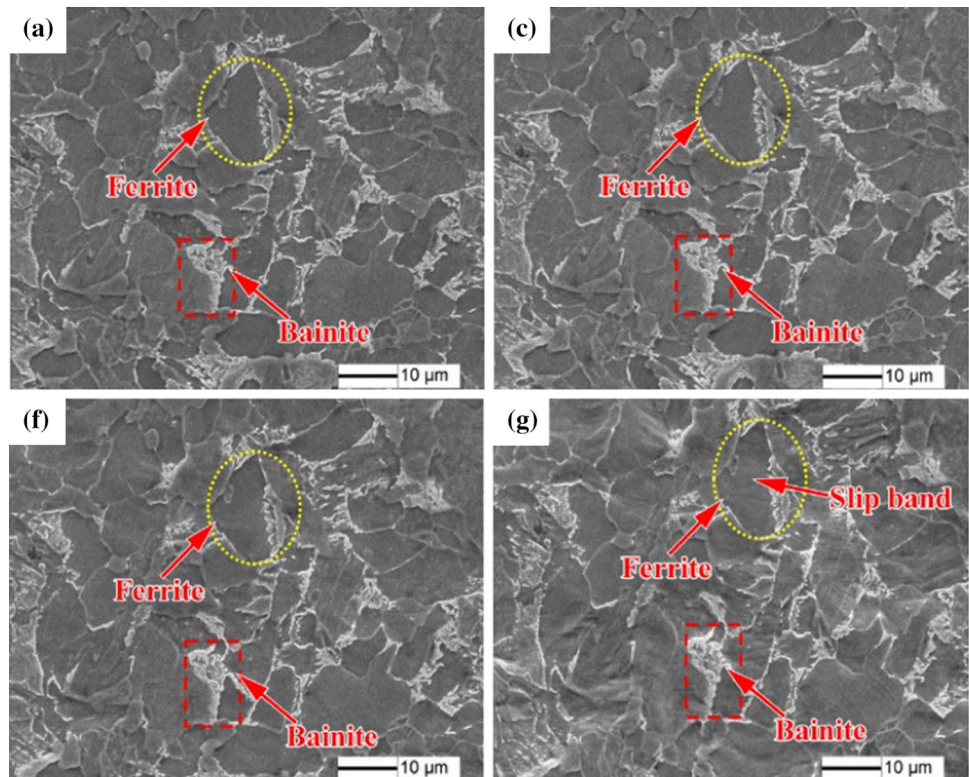 (a)
Ferrite
Bainite
10 μm
(c)
Ferrite
Bainite
10 μm
(f)
Ferrite
Bainite
10 μm
(g)
Slip band
Ferrite
Bainite
10 μm